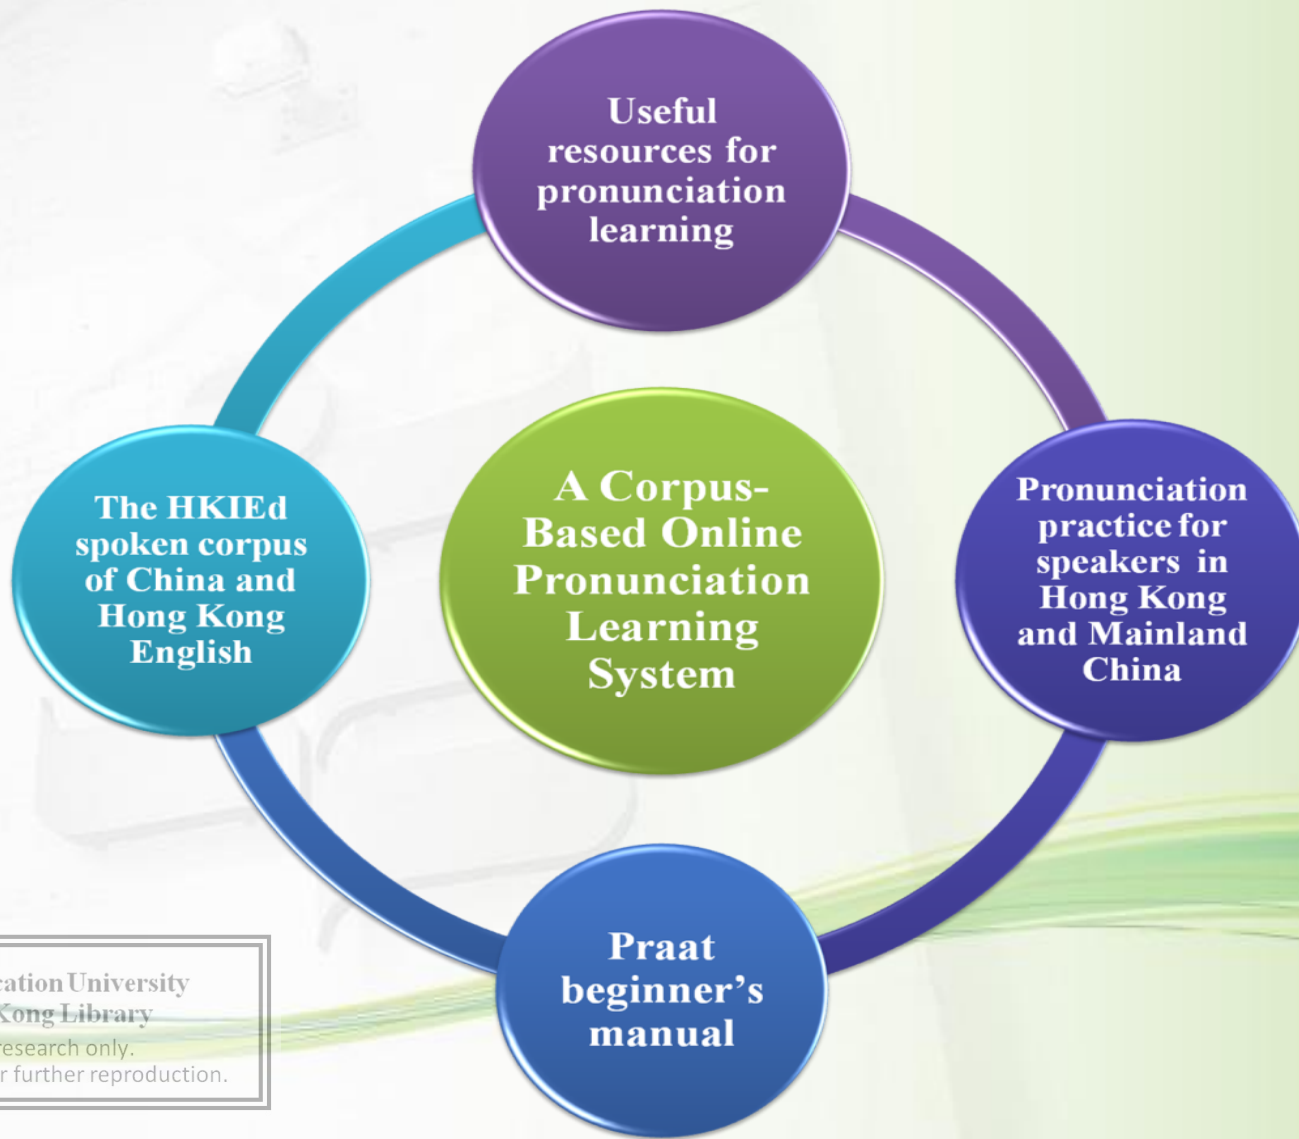 Useful
resources for
pronunciation
learning
The HKIEd
spoken corpus
of China and
Hong Kong
English
A Corpus-
Based Online
Pronunciation
Learning
System
Pronunciation
practice for
speakers in
Hong Kong
and Mainland
China
Praat
beginner's
manual
University
Kong Library
research only.
further reproduction.